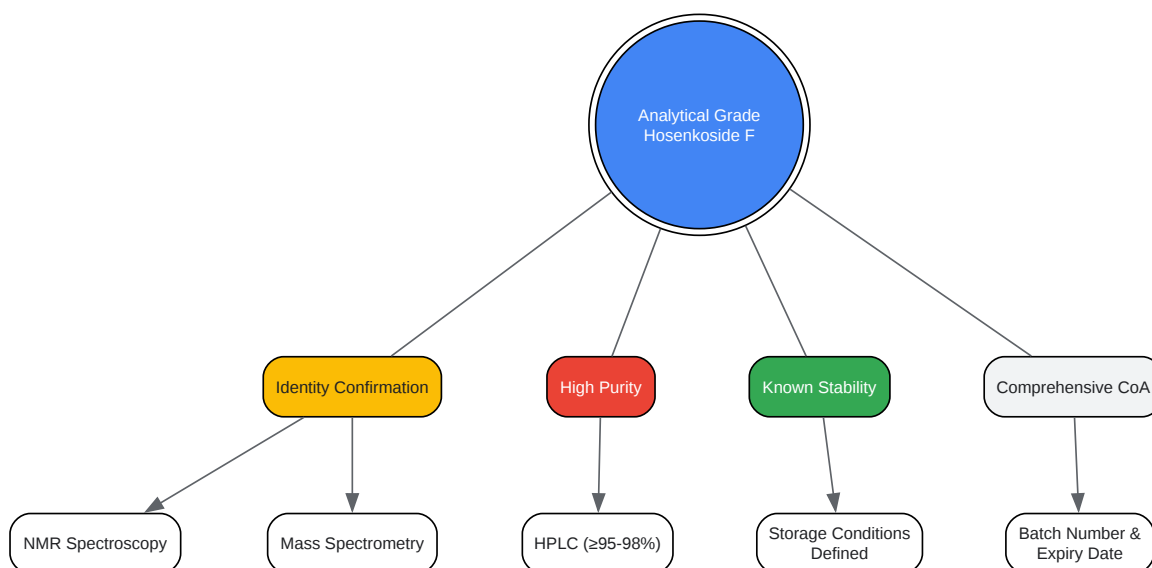 Analytical Grade
Hosenkoside F
Identity Confirmation
High Purity
Known Stability
Comprehensive CoA
NMR Spectroscopy
Mass Spectrometry
HPLC (≥95-98%)
Storage Conditions
Defined
Batch Number &
Expiry Date